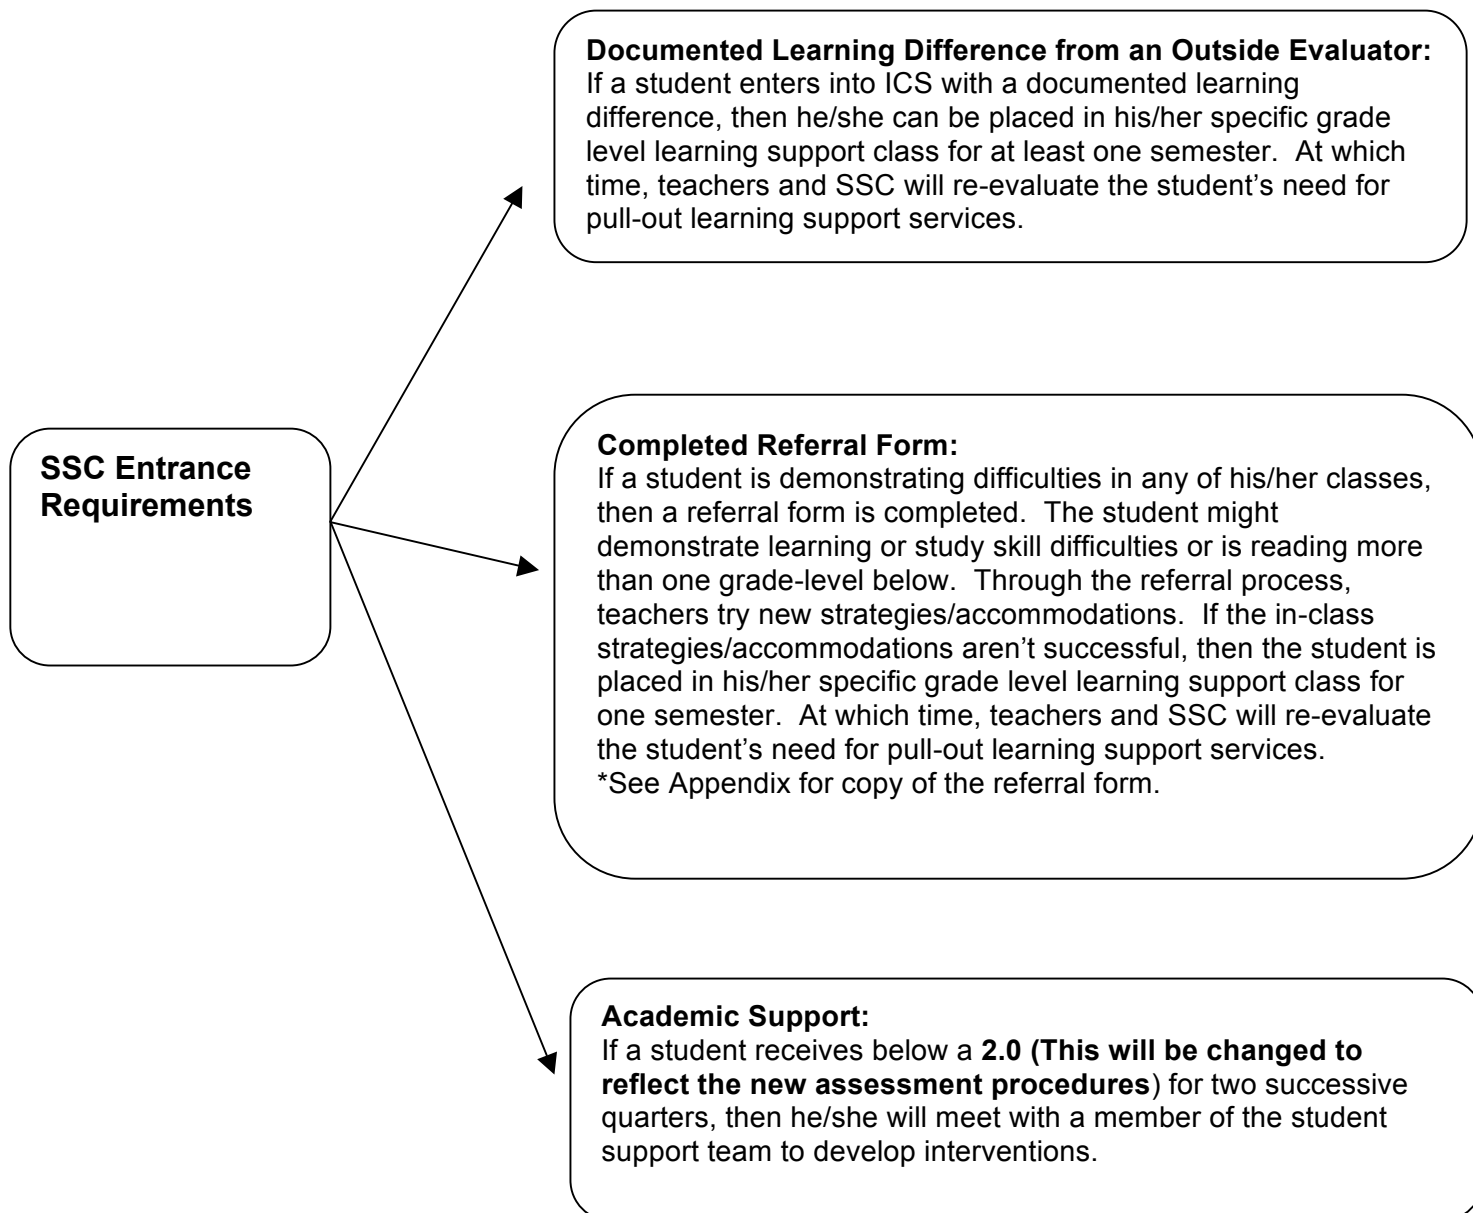 SSC Entrance
Requirements
Documented Learning Difference from an Outside Evaluator:
If a student enters into ICS with a documented learning
difference, then he/she can be placed in his/her specific grade
level learning support class for at least one semester.  At which
time, teachers and SSC will re-evaluate the student’s need for
pull-out learning support services.
Completed Referral Form:
If a student is demonstrating difficulties in any of his/her classes,
then a referral form is completed.  The student might
demonstrate learning or study skill difficulties or is reading more
than one grade-level below.  Through the referral process,
teachers try new strategies/accommodations.  If the in-class
strategies/accommodations aren’t successful, then the student is
placed in his/her specific grade level learning support class for
one semester.  At which time, teachers and SSC will re-evaluate
the student’s need for pull-out learning support services.
*See Appendix for copy of the referral form.
Academic Support:
If a student receives below a 2.0 (This will be changed to
reflect the new assessment procedures) for two successive
quarters, then he/she will meet with a member of the student
support team to develop interventions.